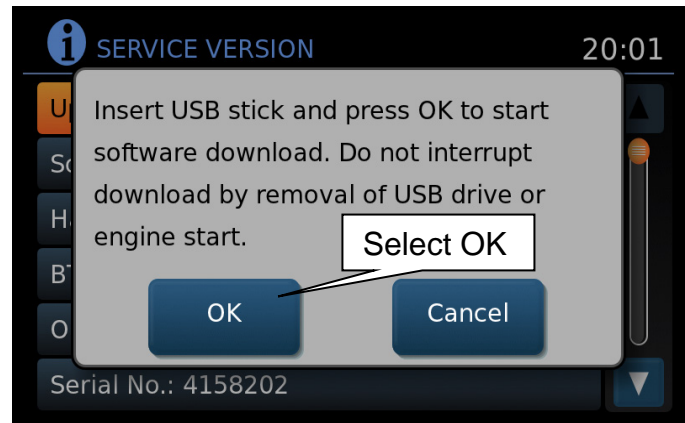 SERVICE VERSION 20:01
Insert USB stick and press OK to start
software download. Do not interrupt
download by removal of USB drive or
engine start.
Select OK
OK Cancel
Serial No.: 4158202